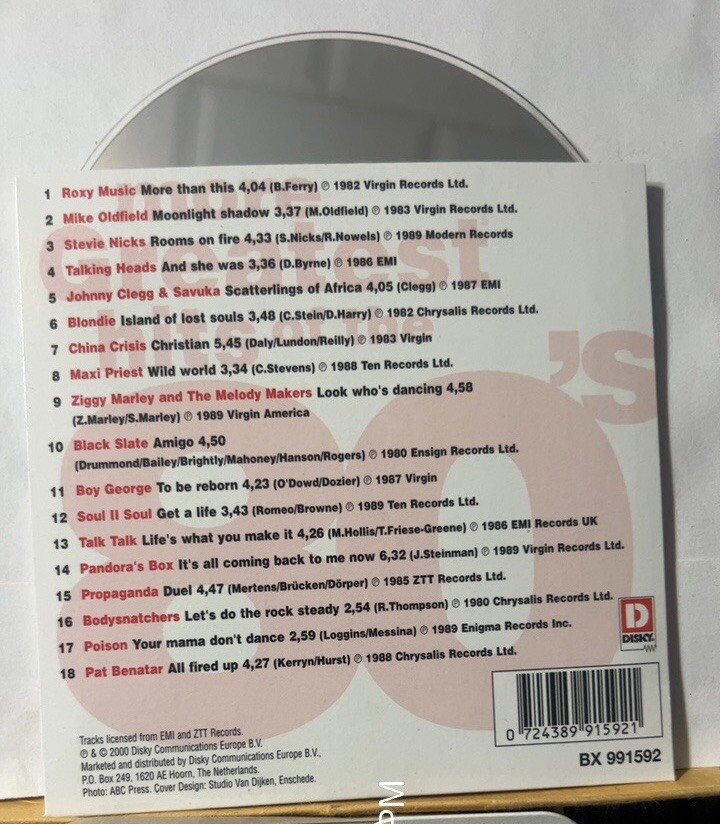 more
Greatest
hits of the
80's
1 Roxy Music More than this 4,04 (B.Ferry) ℗ 1982 Virgin Records Ltd.
2 Mike Oldfield Moonlight shadow 3,37 (M.Oldfield) ℗ 1983 Virgin Records Ltd.
3 Stevie Nicks Rooms on fire 4,33 (S.Nicks/R.Nowels) ℗ 1989 Modern Records
4 Talking Heads And she was 3,36 (D.Byrne) ℗ 1986 EMI
5 Johnny Clegg & Savuka Scatterlings of Africa 4,05 (Clegg) ℗ 1987 EMI
6 Blondie Island of lost souls 3,48 (C.Stein/D.Harry) ℗ 1982 Chrysalis Records Ltd.
7 China Crisis Christian 5,45 (Daly/Lundon/Reilly) ℗ 1983 Virgin
8 Maxi Priest Wild world 3,34 (C.Stevens) ℗ 1988 Ten Records Ltd.
9 Ziggy Marley and The Melody Makers Look who's dancing 4,58
(Z.Marley/S.Marley) ℗ 1989 Virgin America
10 Black Slate Amigo 4,50
(Drummond/Bailey/Brightly/Mahoney/Hanson/Rogers) ℗ 1980 Ensign Records Ltd.
11 Boy George To be reborn 4,23 (O'Dowd/Dozier) ℗ 1987 Virgin
12 Soul II Soul Get a life 3,43 (Romeo/Browne) ℗ 1989 Ten Records Ltd.
13 Talk Talk Life's what you make it 4,26 (M.Hollis/T.Friese-Greene) ℗ 1986 EMI Records UK
14 Pandora's Box It's all coming back to me now 6,32 (J.Steinman) ℗ 1989 Virgin Records Ltd.
15 Propaganda Duel 4,47 (Mertens/Brücken/Dörper) ℗ 1985 ZTT Records Ltd.
16 Bodysnatchers Let's do the rock steady 2,54 (R.Thompson) ℗ 1980 Chrysalis Records Ltd.
17 Poison Your mama don't dance 2,59 (Loggins/Messina) ℗ 1989 Enigma Records Inc.
18 Pat Benatar All fired up 4,27 (Kerryn/Hurst) ℗ 1988 Chrysalis Records Ltd.
D
DISKY
Tracks licensed from EMI and ZTT Records.
℗ & © 2000 Disky Communications Europe B.V.
Marketed and distributed by Disky Communications Europe B.V.,
P.O. Box 249, 1620 AE Hoorn, The Netherlands.
Photo: ABC Press. Cover Design: Studio Van Dijken, Enschede.
0 724389 915921
BX 991592
PM